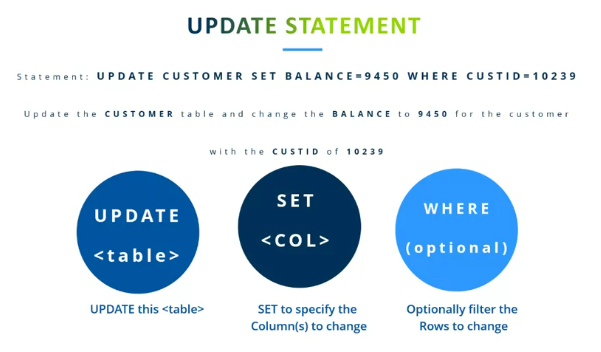 UPDATE STATEMENT
Statement: UPDATE CUSTOMER SET BALANCE=9450 WHERE CUSTID=10239
Update the CUSTOMER table and change the BALANCE to 9450 for the customer
with the CUSTID of 10239
UPDATE
<table>
SET
<COL>
WHERE
(optional)
UPDATE this <table>
SET to specify the
Column(s) to change
Optionally filter the
Rows to change